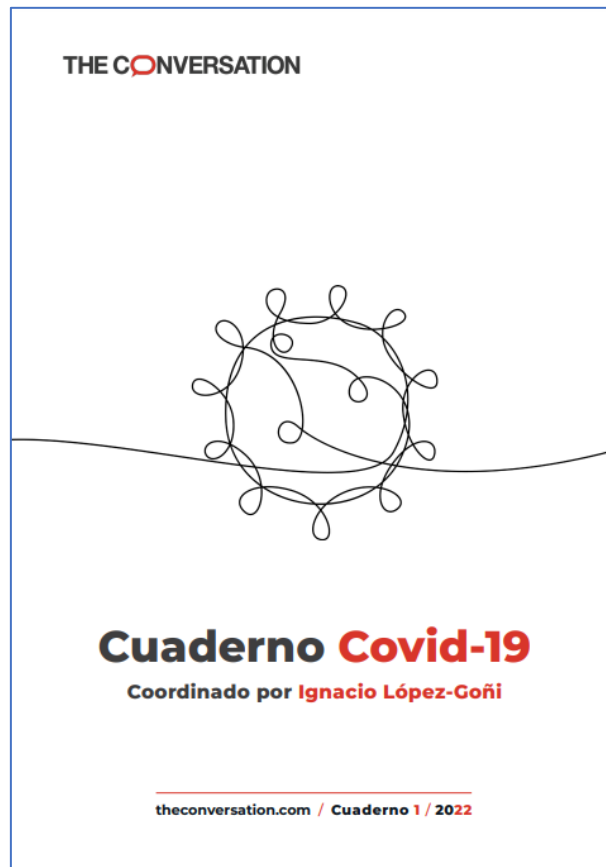 THE CONVERSATION
Cuaderno Covid-19
Coordinado por Ignacio López-Goñi
theconversation.com / Cuaderno 1 / 2022